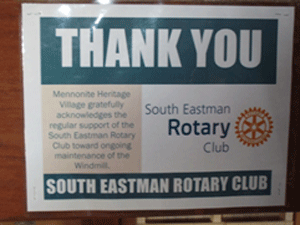 THANK YOU
Mennonite Heritage
Village gratefully
acknowledges the
regular support of the
South Eastman Rotary
Club toward ongoing
maintenance of the
Windmill.
South Eastman
Rotary
Club
SOUTH EASTMAN ROTARY CLUB